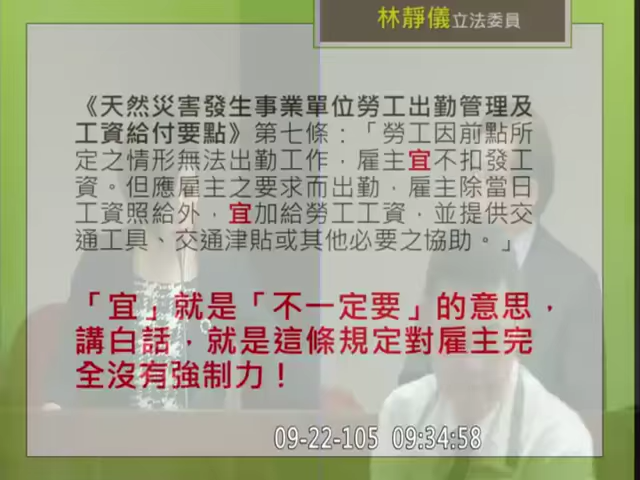 林靜儀立法委員
《天然災害發生事業單位勞工出勤管理及
工資給付要點》第七條：「勞工因前點所
定之情形無法出勤工作，雇主宜不扣發工
資。但應雇主之要求而出勤，雇主除當日
工資照給外，宜加給勞工工資，並提供交
通工具、交通津貼或其他必要之協助。」
「宜」就是「不一定要」的意思，
講白話，就是這條規定對雇主完
全沒有強制力！
09-22-105 09:34:58